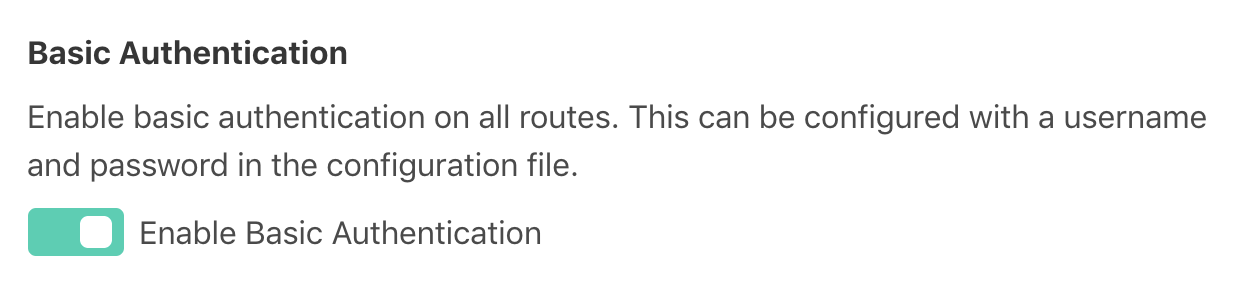 Basic Authentication
Enable basic authentication on all routes. This can be configured with a username
and password in the configuration file.
Enable Basic Authentication